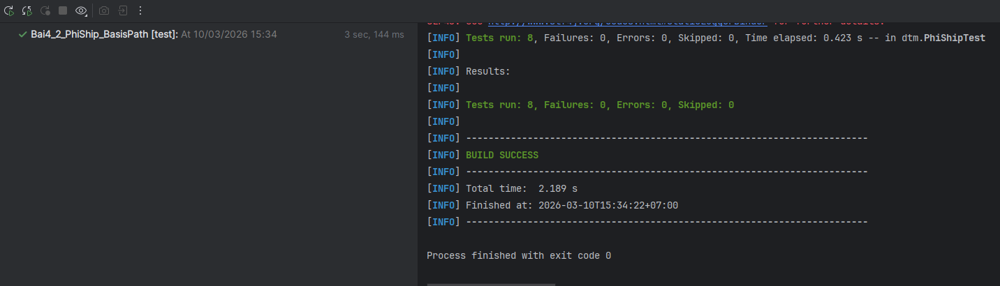 Bai4_2_PhiShip_BasisPath [test]: At 10/03/2026 15:34 3 sec, 144 ms
[INFO] Tests run: 8, Failures: 0, Errors: 0, Skipped: 0, Time elapsed: 0.423 s -- in dtm.PhiShipTest
[INFO]
[INFO] Results:
[INFO]
[INFO] Tests run: 8, Failures: 0, Errors: 0, Skipped: 0
[INFO]
[INFO] ------------------------------------------------------------------------
[INFO] BUILD SUCCESS
[INFO] ------------------------------------------------------------------------
[INFO] Total time:  2.189 s
[INFO] Finished at: 2026-03-10T15:34:22+07:00
[INFO] ------------------------------------------------------------------------
Process finished with exit code 0